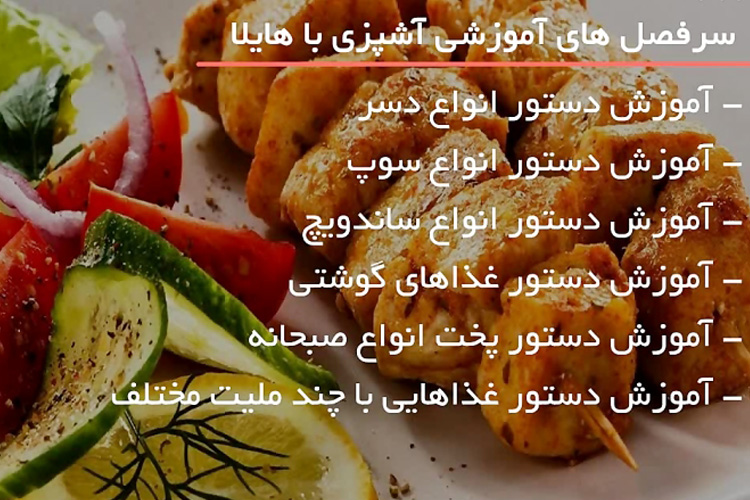 سرفصل های آموزشی آشپزی با هایلا
– آموزش دستور انواع دسر
– آموزش دستور انواع سوپ
– آموزش دستور انواع ساندویچ
– آموزش دستور غذاهای گوشتی
– آموزش دستور پخت انواع صبحانه
– آموزش دستور غذاهایی با چند ملیت مختلف